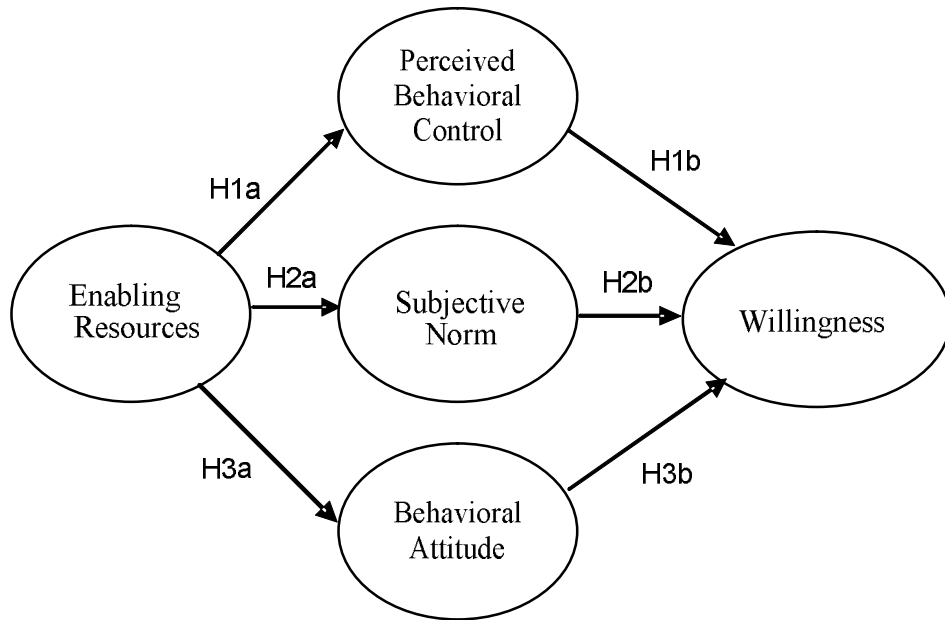 Perceived
Behavioral
Control
H1a
H1b
Enabling
Resources
H2a
Subjective
Norm
H2b
Willingness
H3a
H3b
Behavioral
Attitude